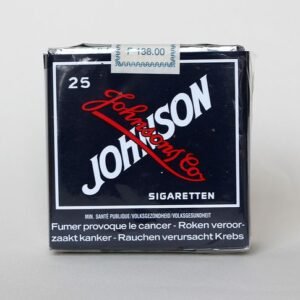 F 138.00
25
JOHNSON
Johnson & Co
SIGARETTEN
MIN. SANTÉ PUBLIQUE/VOLKSGEZONDHEID/VOLKSGESUNDHEIT
Fumer provoque le cancer - Roken veroor-
zaakt kanker - Rauchen verursacht Krebs